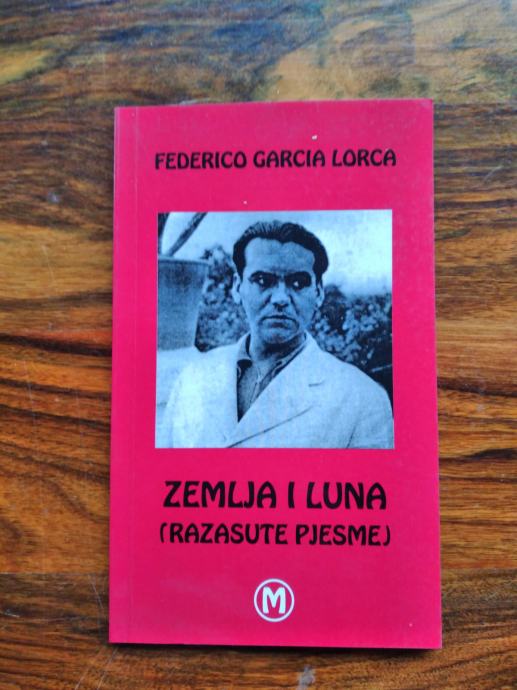 FEDERICO GARCIA LORCA
ZEMLJA I LUNA
(RAZASUTE PJESME)
M